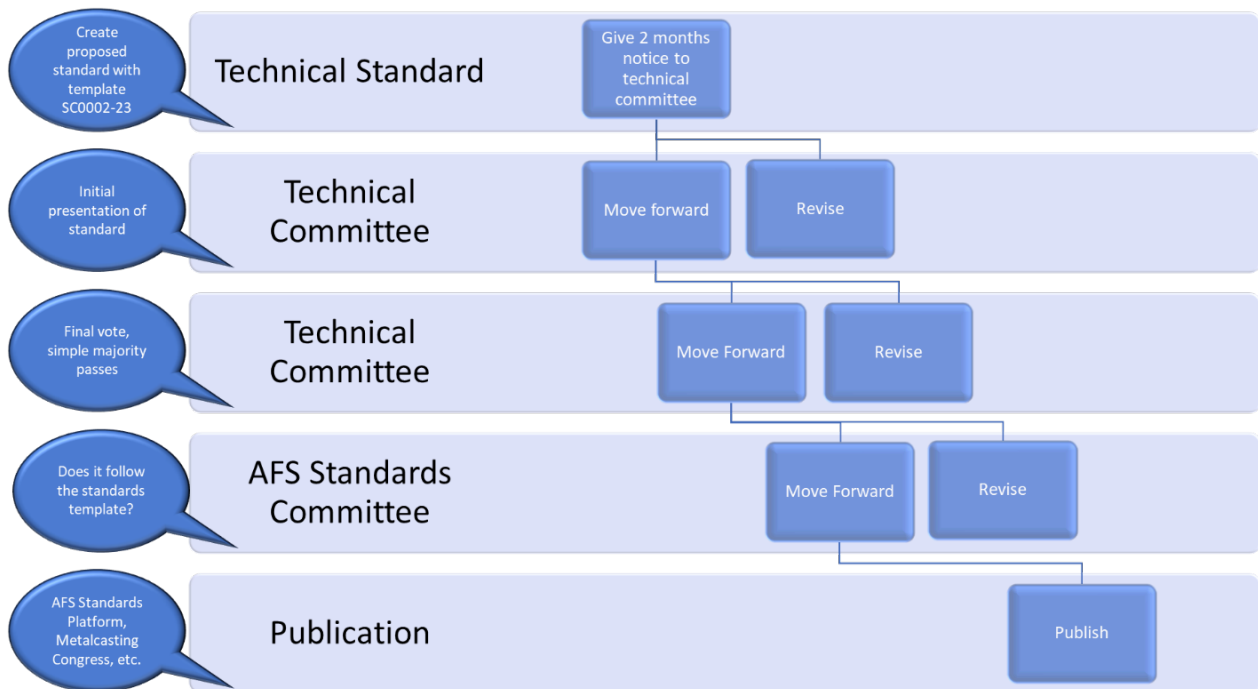 Create
proposed
standard with
template
SC0002-23
Technical Standard
Give 2 months
notice to
technical
committee
Initial
presentation of
standard
Technical
Committee
Move forward
Revise
Final vote,
simple majority
passes
Technical
Committee
Move Forward
Revise
Does it follow
the standards
template?
AFS Standards
Committee
Move Forward
Revise
AFS Standards
Platform,
Metalcasting
Congress, etc.
Publication
Publish